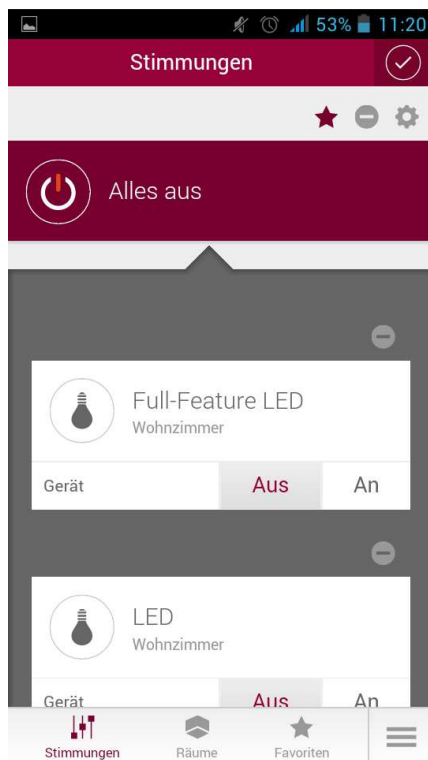 53% 11:20
Stimmungen
Alles aus
Full-Feature LED
Wohnzimmer
Gerät Aus An
LED
Wohnzimmer
Gerät Aus An
Stimmungen Räume Favoriten